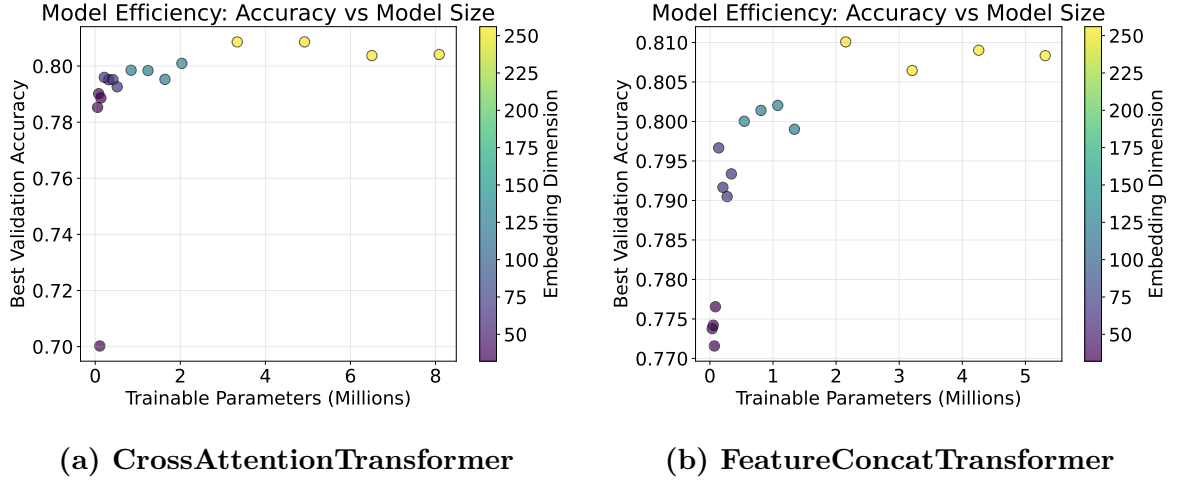 Model Efficiency: Accuracy vs Model Size
Best Validation Accuracy
0.80
0.78
0.76
0.74
0.72
0.70
0 2 4 6 8
Trainable Parameters (Millions)
250
225
200
175
150
125
100
75
50
Embedding Dimension
(a) CrossAttentionTransformer
Model Efficiency: Accuracy vs Model Size
Best Validation Accuracy
0.810
0.805
0.800
0.795
0.790
0.785
0.780
0.775
0.770
0 1 2 3 4 5
Trainable Parameters (Millions)
250
225
200
175
150
125
100
75
50
Embedding Dimension
(b) FeatureConcatTransformer